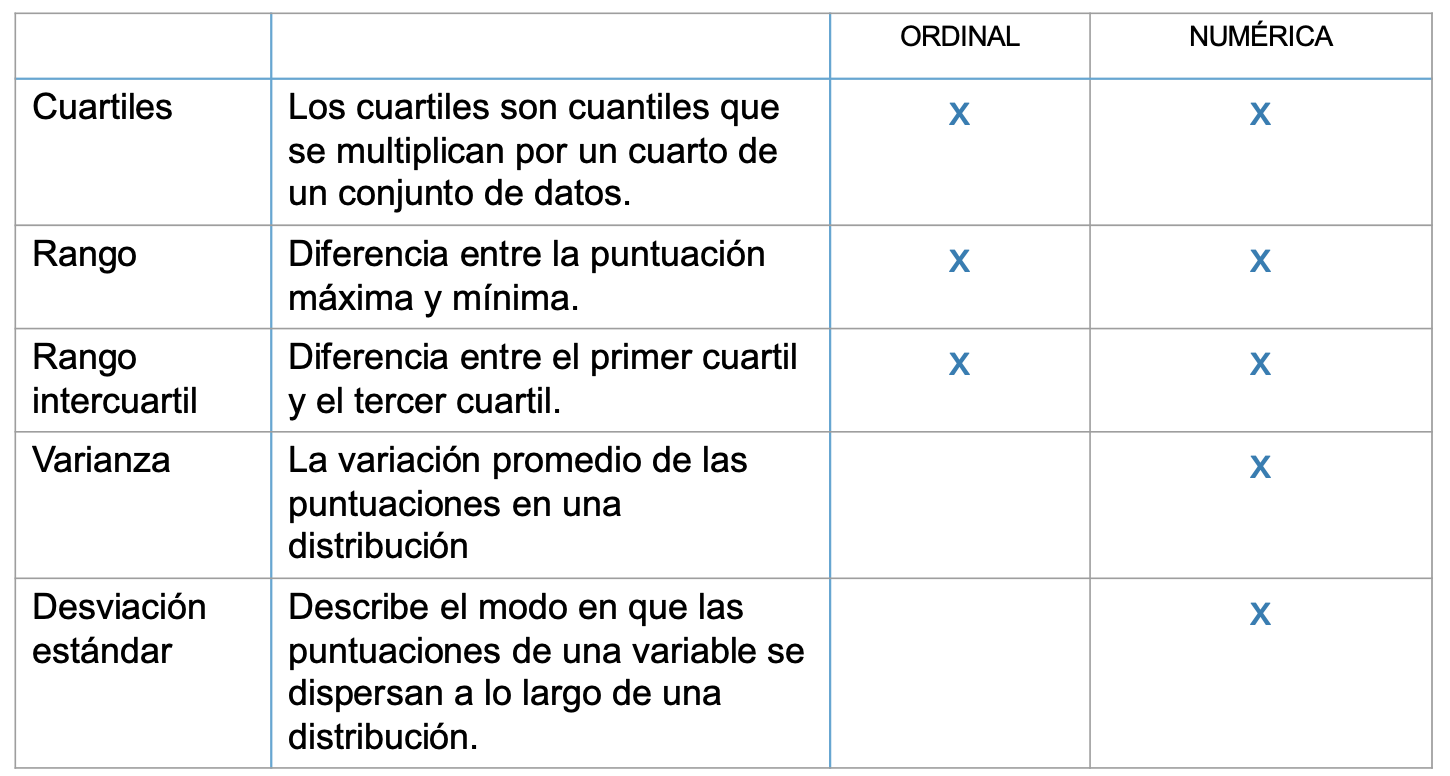 ORDINAL NUMÉRICA
Cuartiles
Los cuartiles son cuantiles que
se multiplican por un cuarto de
un conjunto de datos.
X X
Rango
Diferencia entre la puntuación
máxima y mínima.
X X
Rango
intercuartil
Diferencia entre el primer cuartil
y el tercer cuartil.
X X
Varianza
La variación promedio de las
puntuaciones en una
distribución
X
Desviación
estándar
Describe el modo en que las
puntuaciones de una variable se
dispersan a lo largo de una
distribución.
X